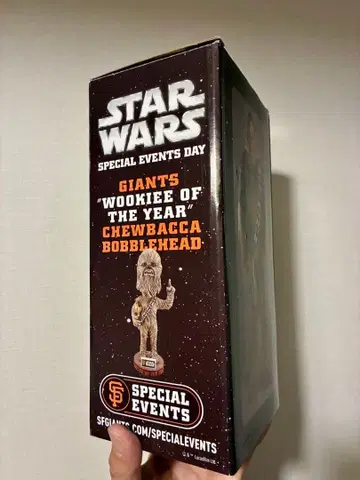 STAR
WARS
SPECIAL EVENTS DAY
GIANTS
"WOOKIEE OF
THE YEAR"
CHEWBACCA
BOBBLEHEAD
SF
SPECIAL
EVENTS
SFGIANTS.COM/SPECIALEVENTS